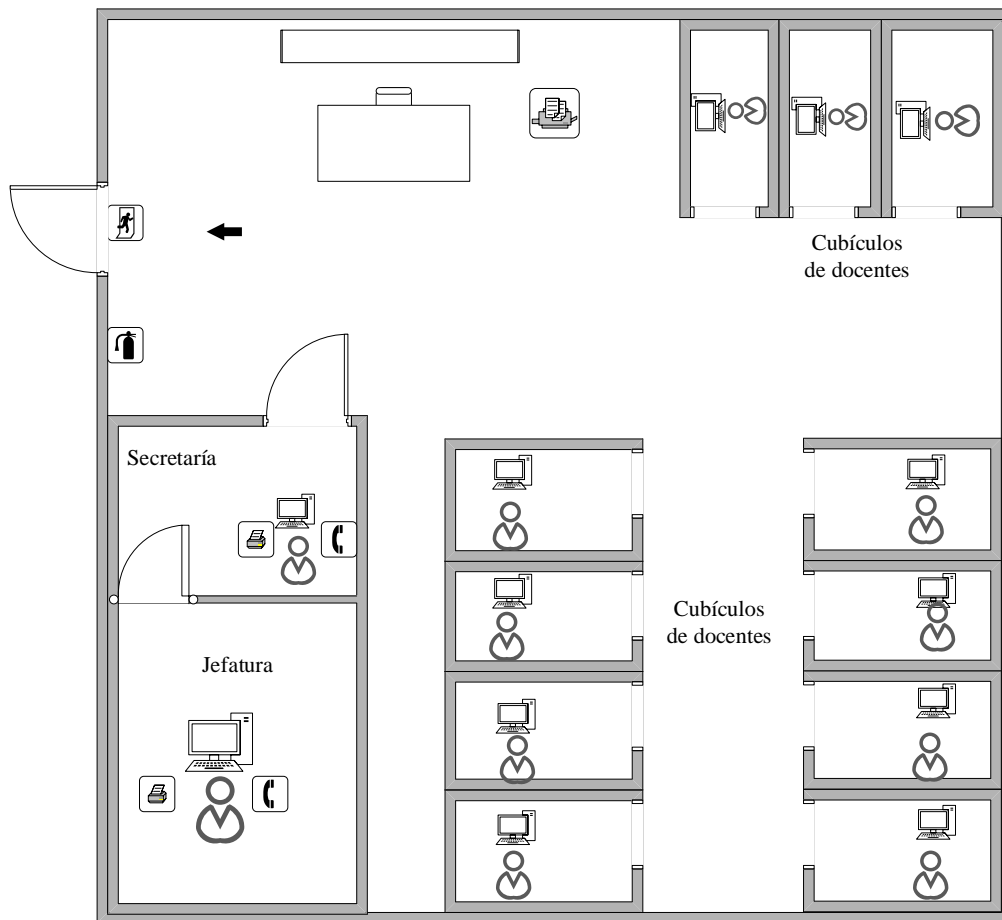 Cubículos
de docentes
Secretaría
Cubículos
de docentes
Jefatura